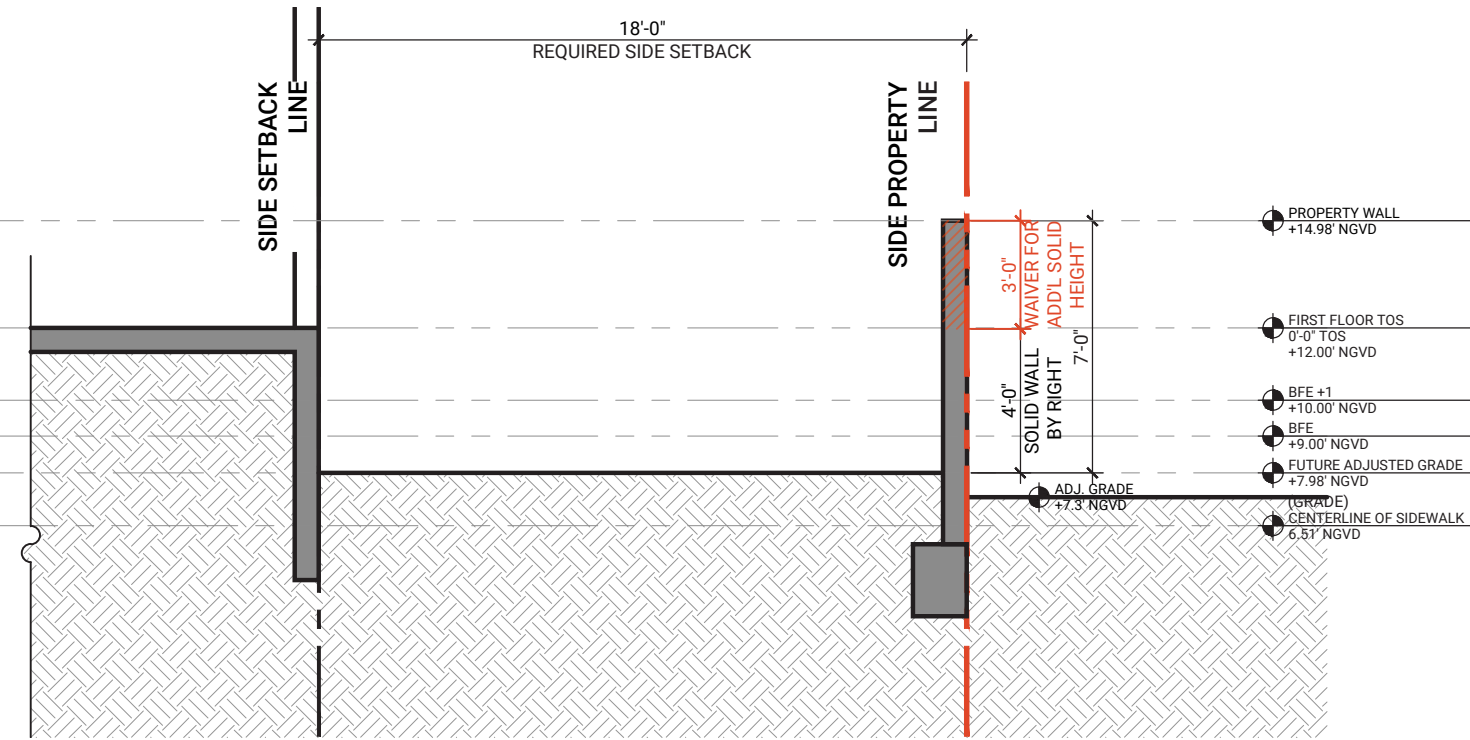 18'-0"
REQUIRED SIDE SETBACK
SIDE SETBACK
LINE
SIDE PROPERTY
LINE
3'-0"
WAIVER FOR
ADD'L SOLID
HEIGHT
7'-0"
4'-0"
SOLID WALL
BY RIGHT
PROPERTY WALL
+14.98' NGVD
FIRST FLOOR TOS
0'-0" TOS
+12.00' NGVD
BFE +1
+10.00' NGVD
BFE
+9.00' NGVD
FUTURE ADJUSTED GRADE
+7.98' NGVD
ADJ. GRADE
+7.3' NGVD
(GRADE)
CENTERLINE OF SIDEWALK
6.51' NGVD